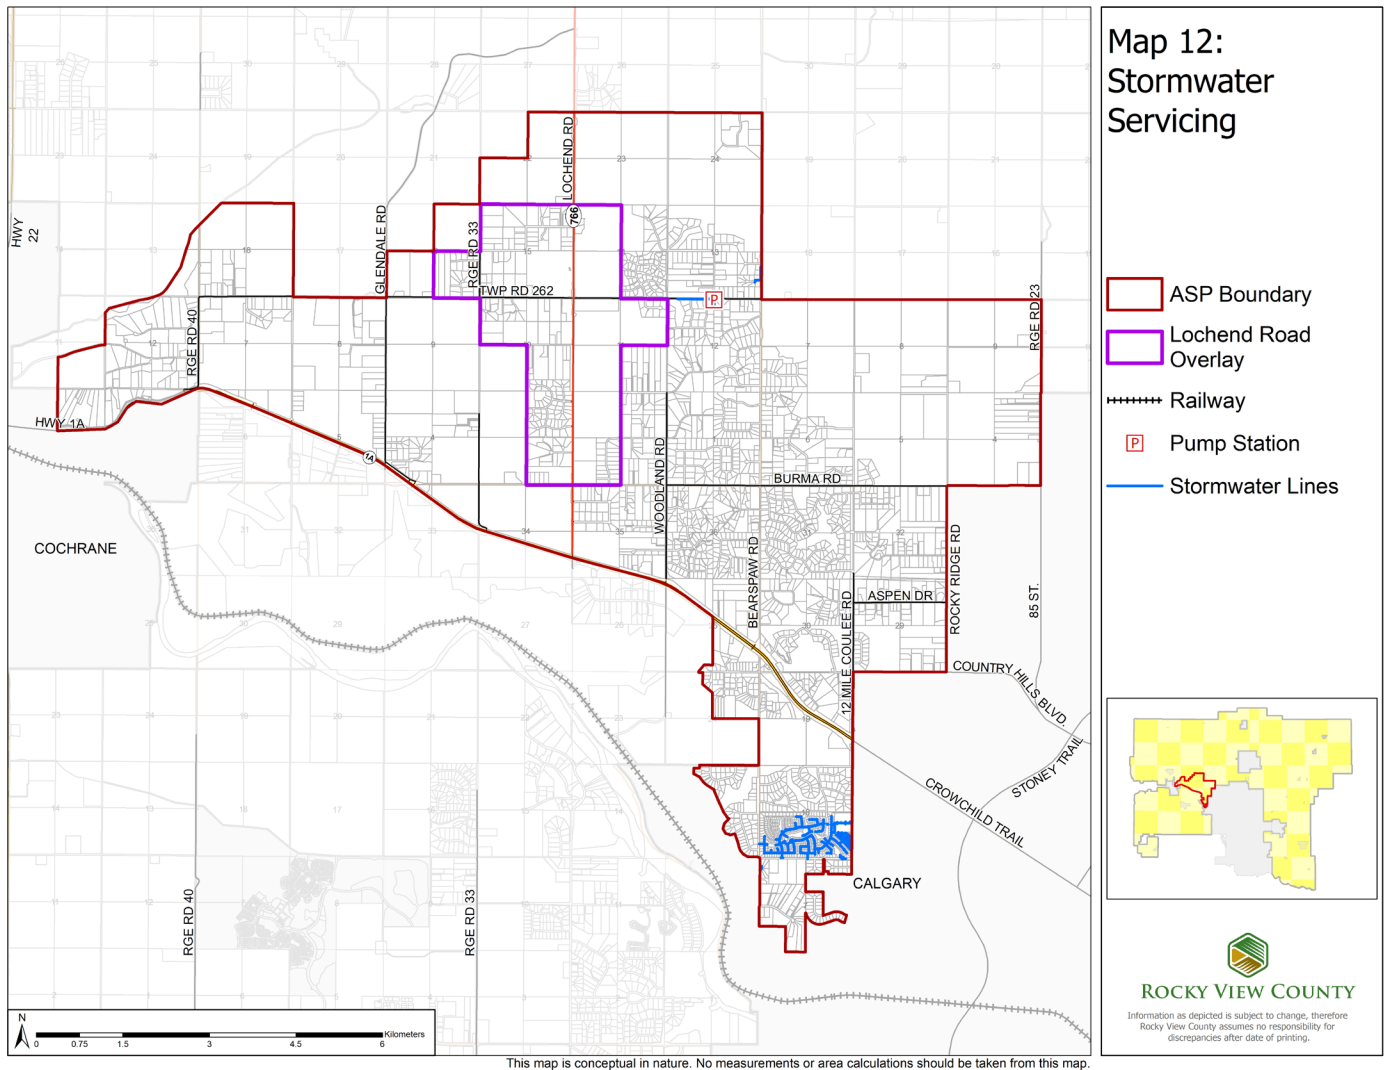 Map 12:
Stormwater
Servicing
ASP Boundary
Lochend Road
Overlay
Railway
P
Pump Station
Stormwater Lines
HWY
22
GLENDALE RD
RGE RD 33
LOCHEND RD
766
TWP RD 262
P
RGE RD 23
RGE RD 40
HWY 1A
1A
WOODLAND RD
BURMA RD
COCHRANE
BEARSPAW RD
ASPEN DR
ROCKY RIDGE RD
85 ST.
12 MILE COULEE RD
COUNTRY HILLS BLVD.
STONEY TRAIL
CROWCHILD TRAIL
CALGARY
RGE RD 40
RGE RD 33
N
0 0.75 1.5 3 4.5 6
Kilometers
This map is conceptual in nature. No measurements or area calculations should be taken from this map.
ROCKY VIEW COUNTY
Information as depicted is subject to change, therefore
Rocky View County assumes no responsibility for
discrepancies after date of printing.